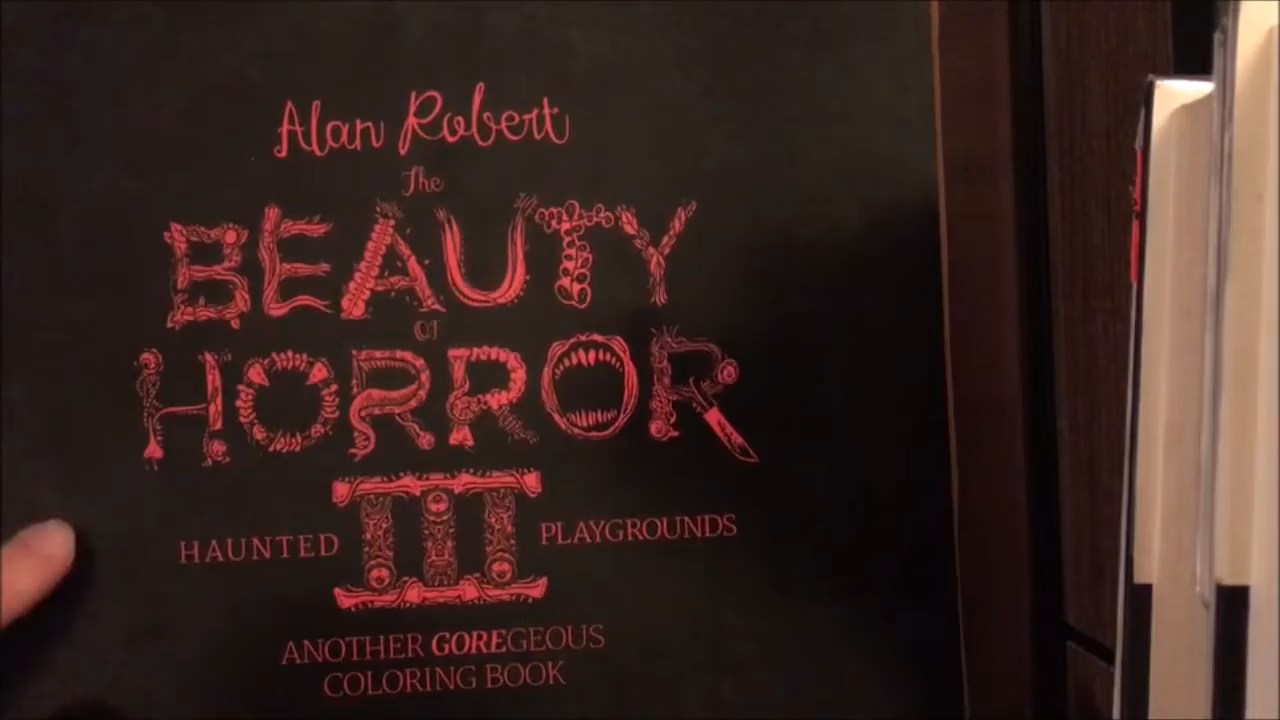 Alan Robert
The
BEAUTY
OF
HORROR
III
HAUNTED PLAYGROUNDS
ANOTHER GOREGEOUS
COLORING BOOK